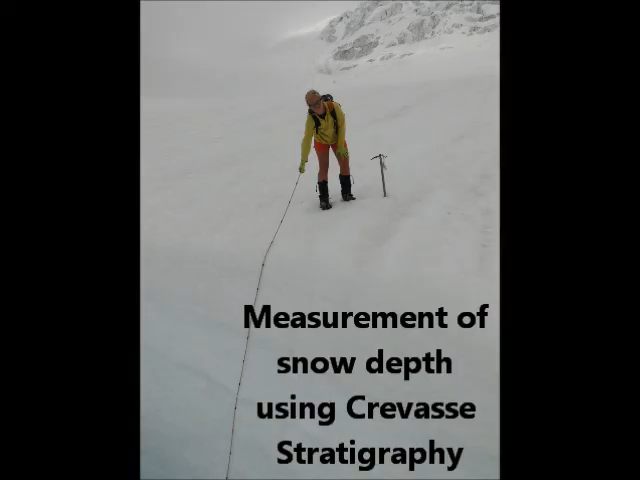 Measurement of
snow depth
using Crevasse
Stratigraphy